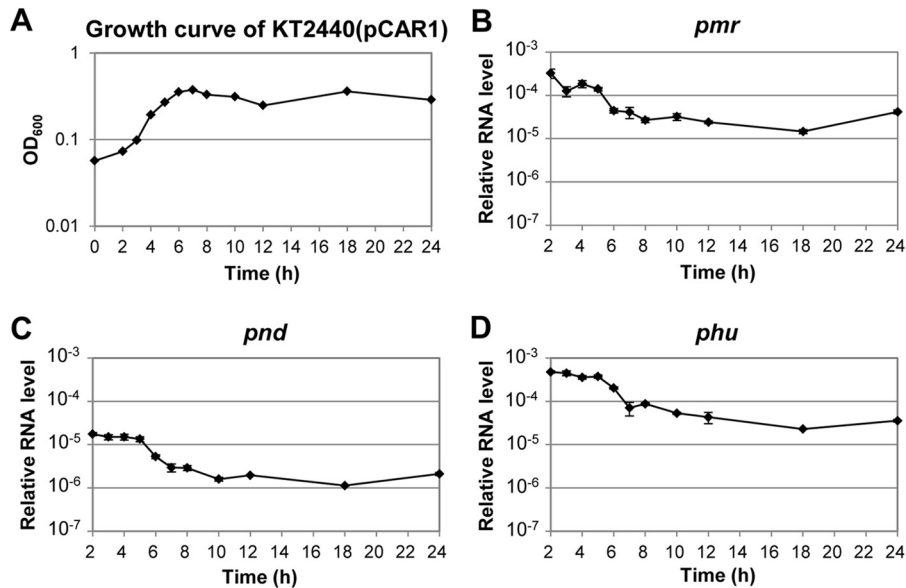 A
Growth curve of KT2440(pCAR1)
OD600
1
0.1
0.01
0 2 4 6 8 10 12 14 16 18 20 22 24
Time (h)
B
pmr
Relative RNA level
10-3
10-4
10-5
10-6
10-7
2 4 6 8 10 12 14 16 18 20 22 24
Time (h)
C
pnd
Relative RNA level
10-3
10-4
10-5
10-6
10-7
2 4 6 8 10 12 14 16 18 20 22 24
Time (h)
D
phu
Relative RNA level
10-3
10-4
10-5
10-6
10-7
2 4 6 8 10 12 14 16 18 20 22 24
Time (h)